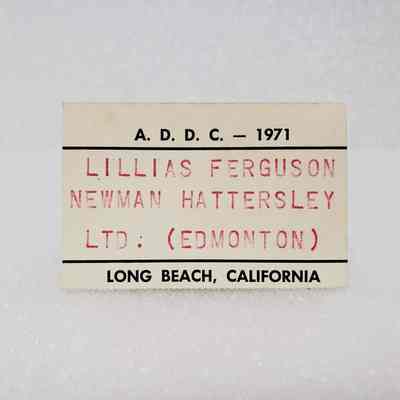 A. D. D. C. — 1971
LILLIAS FERGUSON
NEWMAN HATTERSLEY
LTD: (EDMONTON)
LONG BEACH, CALIFORNIA